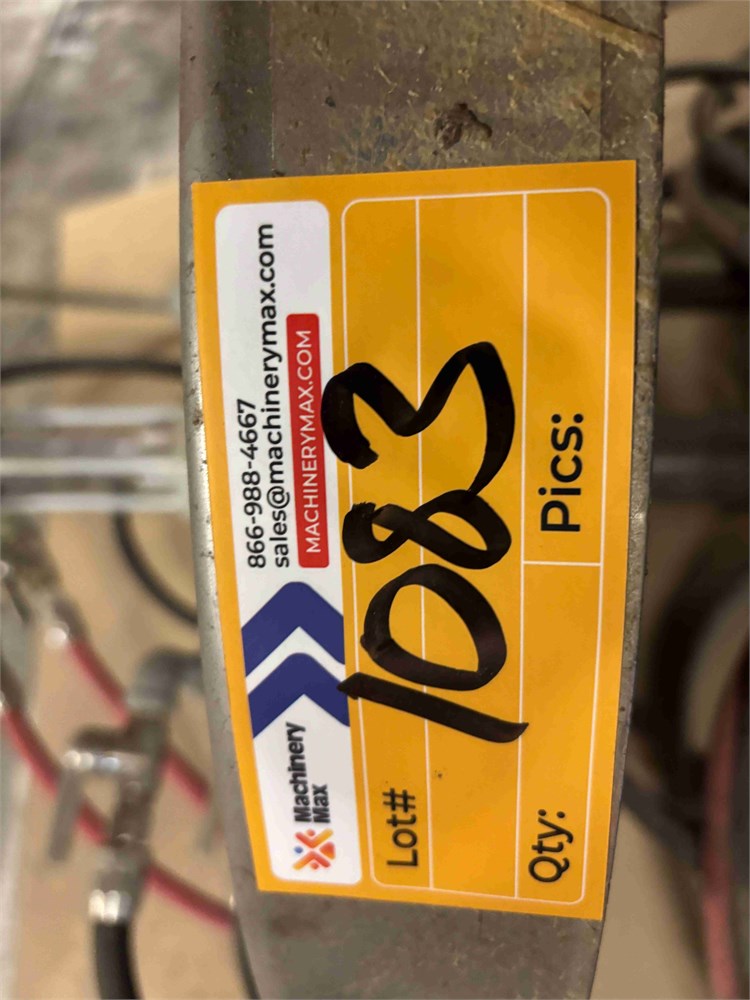 Machinery
Max
866-988-4667
sales@machinerymax.com
MACHINERYMAX.COM
Lot#
1083
Qty:
Pics: